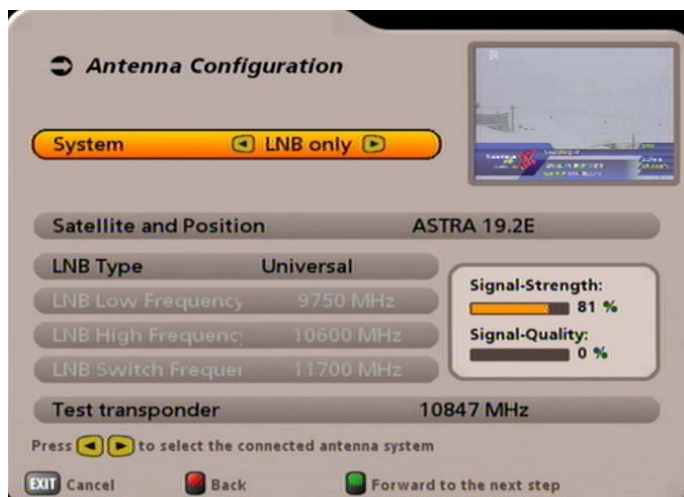 Antenna Configuration
System LNB only
Satellite and Position ASTRA 19.2E
LNB Type Universal
LNB Low Frequency 9750 MHz
LNB High Frequenc 10600 MHz
LNB Switch Frequer 11700 MHz
Signal-Strength:
81 %
Signal-Quality:
0 %
Test transponder 10847 MHz
Press to select the connected antenna system
EXIT Cancel Back Forward to the next step